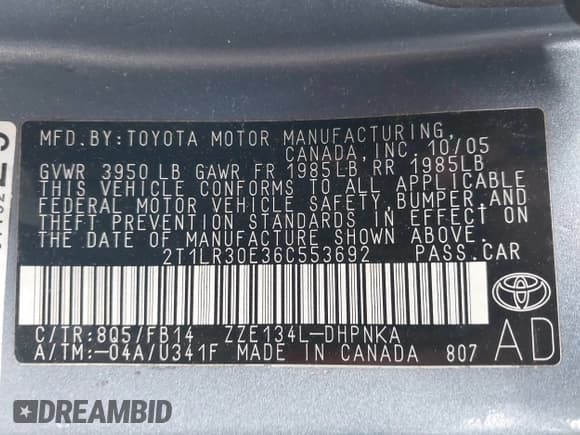 MFD.BY:TOYOTA MOTOR MANUFACTURING,
CANADA, INC. 10/05
GVWR 3950 LB GAWR FR 1985LB RR 1985LB
THIS VEHICLE CONFORMS TO ALL APPLICABLE
FEDERAL MOTOR VEHICLE SAFETY, BUMPER, AND
THEFT PREVENTION STANDARDS IN EFFECT ON
THE DATE OF MANUFACTURE SHOWN ABOVE.
2T1LR30E36C553692 PASS.CAR
C/TR:8Q5/FB14 ZZE134L-DHPNKA
A/TM:-04A/U341F MADE IN CANADA 807
AD
DREAMBID
DREAMBID